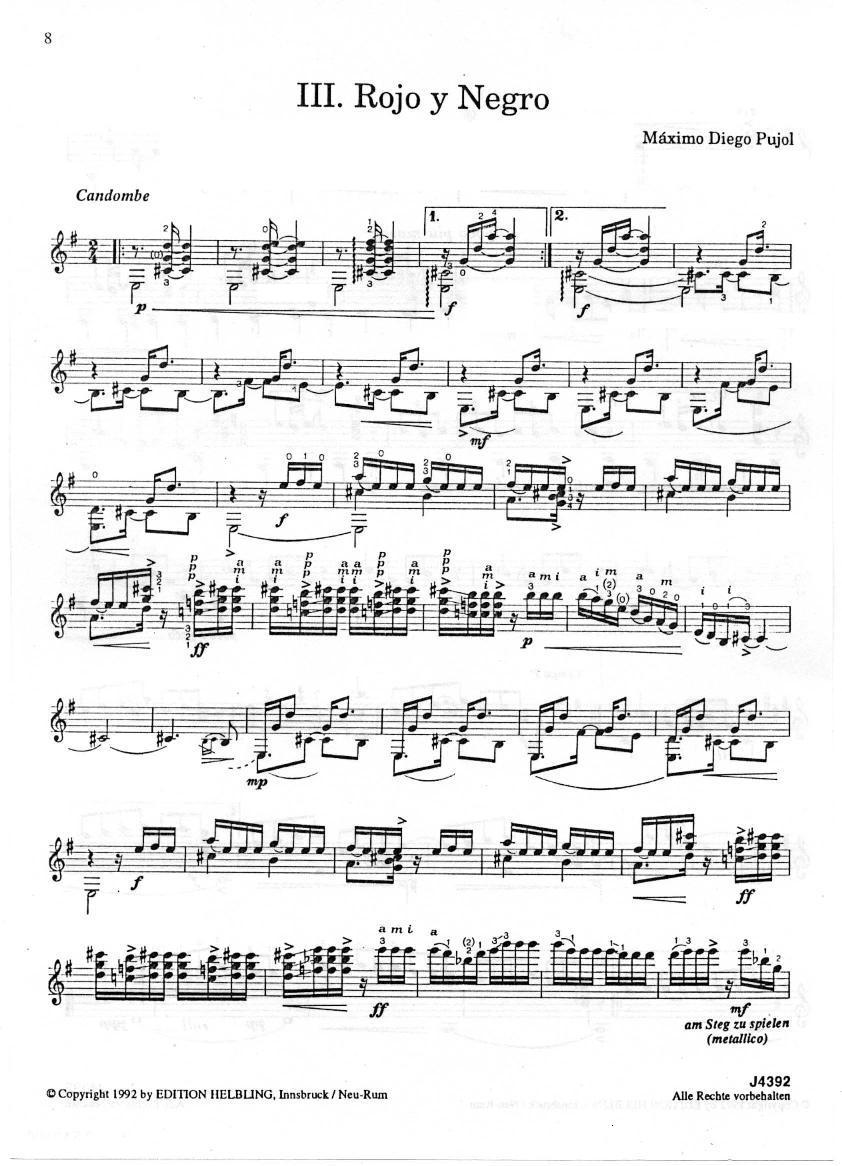 8
III. Rojo y Negro
Máximo Diego Pujol
Candombe
1.
2.
p
f
f
mf
f
ff
p
mp
f
ff
ff
mf
am Steg zu spielen
(metallico)
© Copyright 1992 by EDITION HELBLING, Innsbruck / Neu-Rum
J4392
Alle Rechte vorbehalten